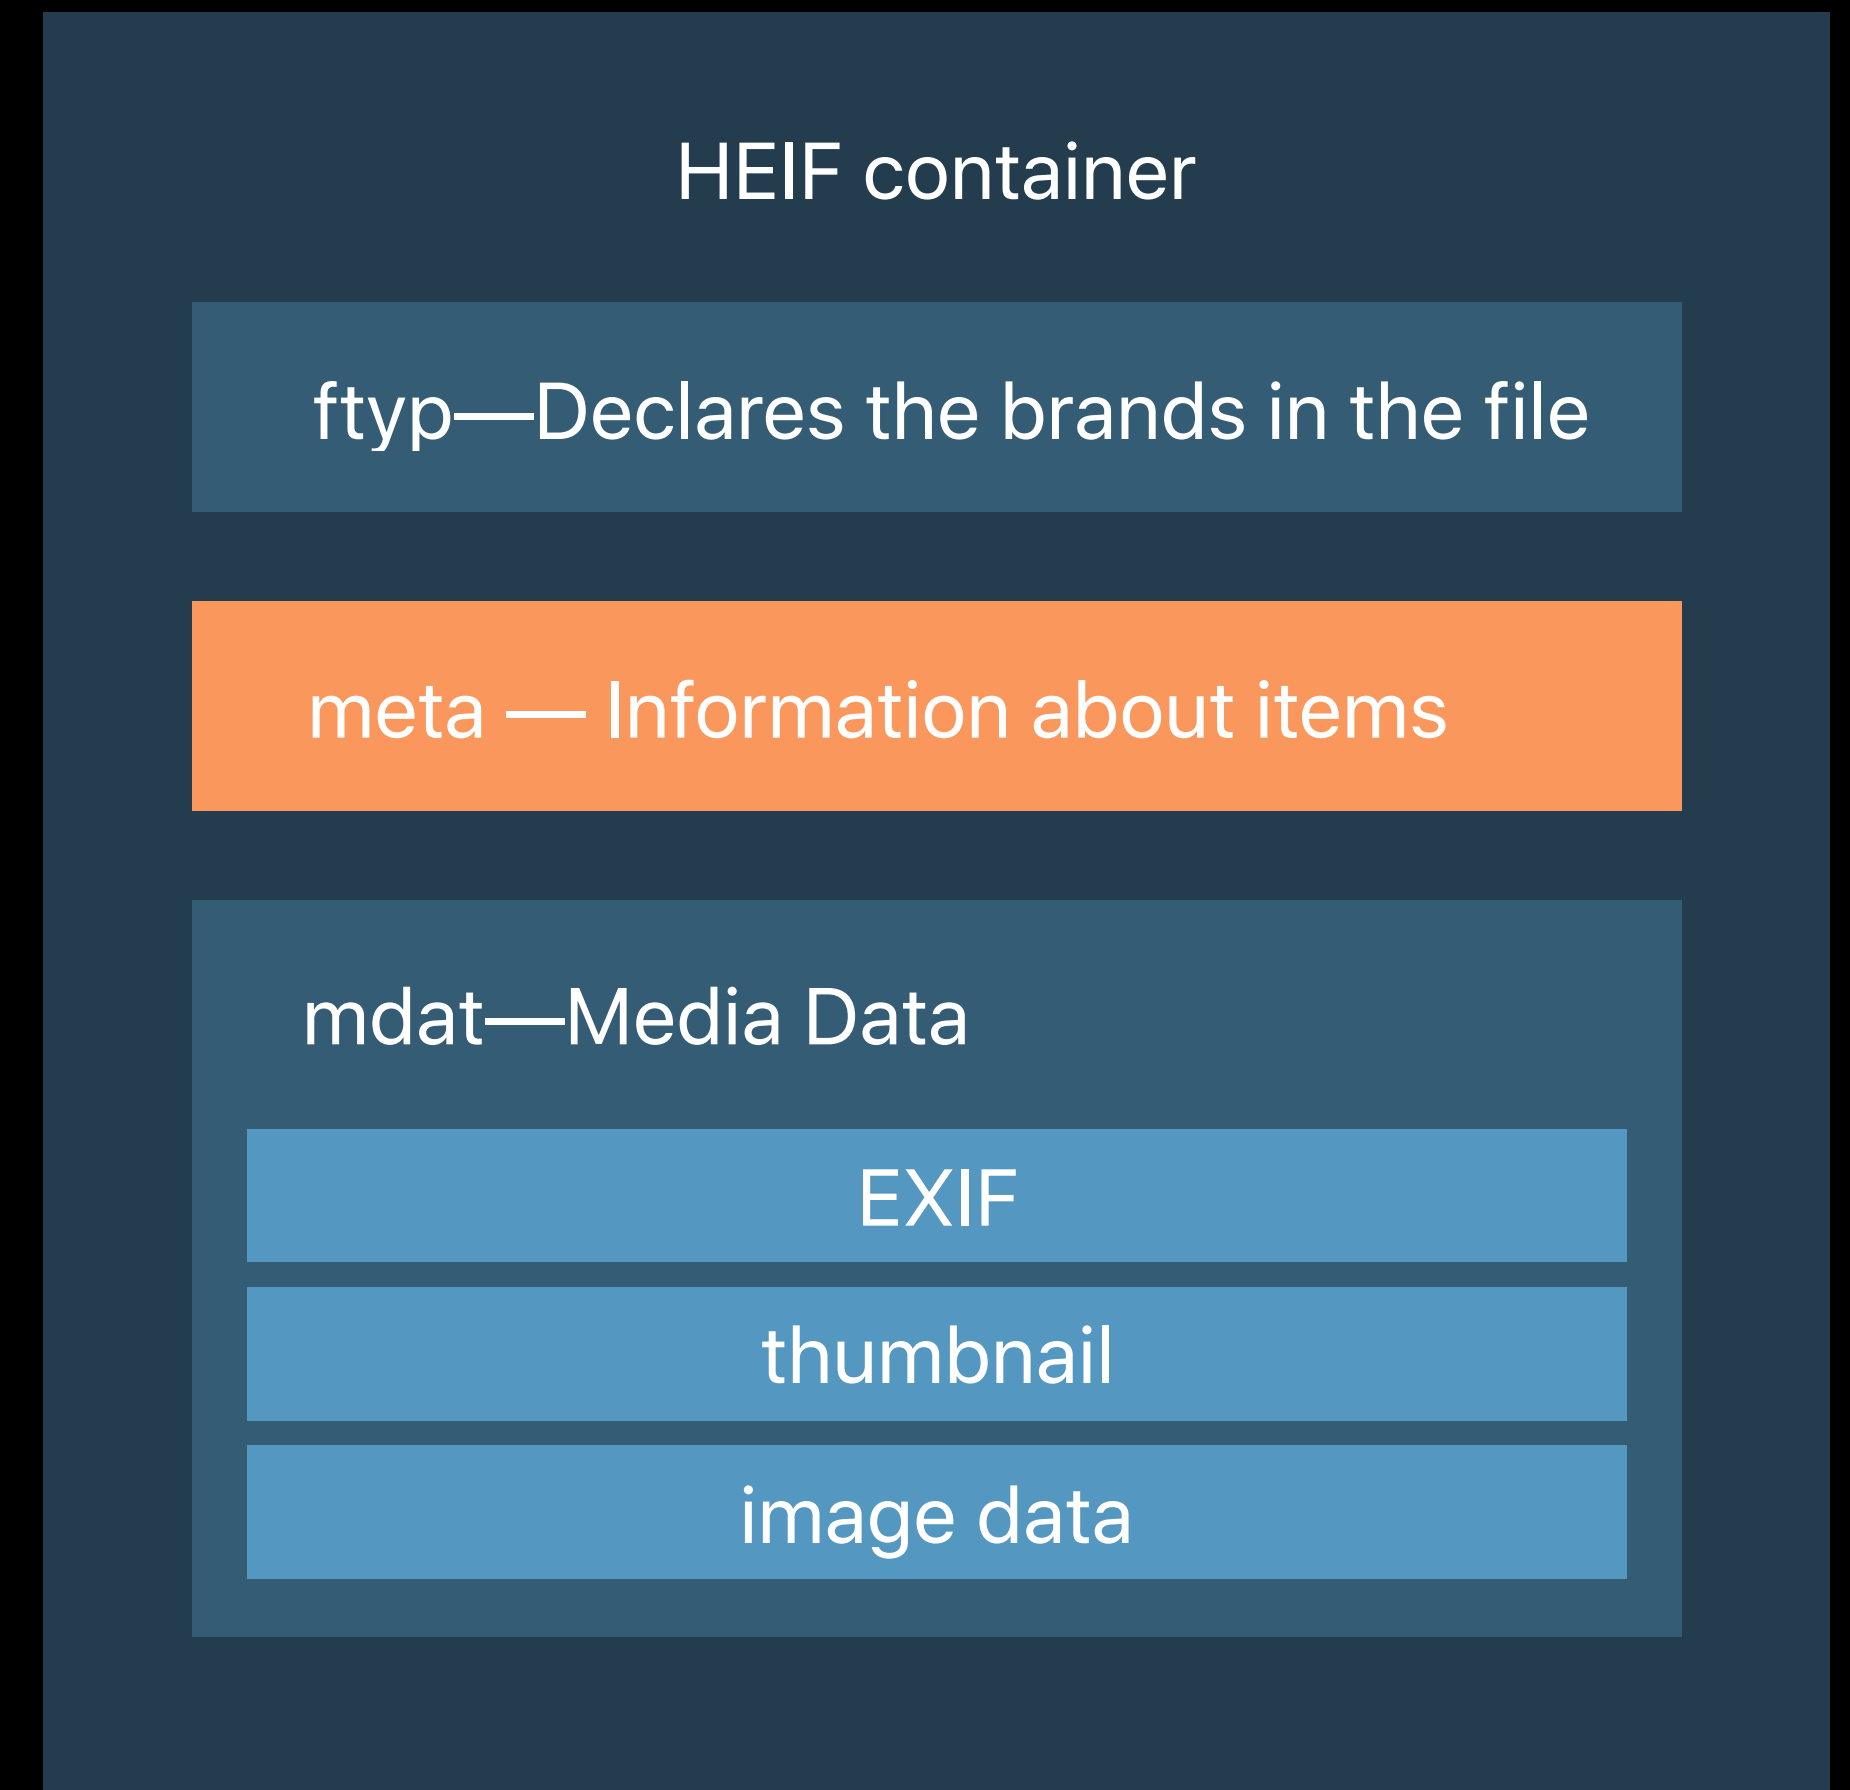 HEIF container
ftyp—Declares the brands in the file
meta — Information about items
mdat—Media Data
EXIF
thumbnail
image data